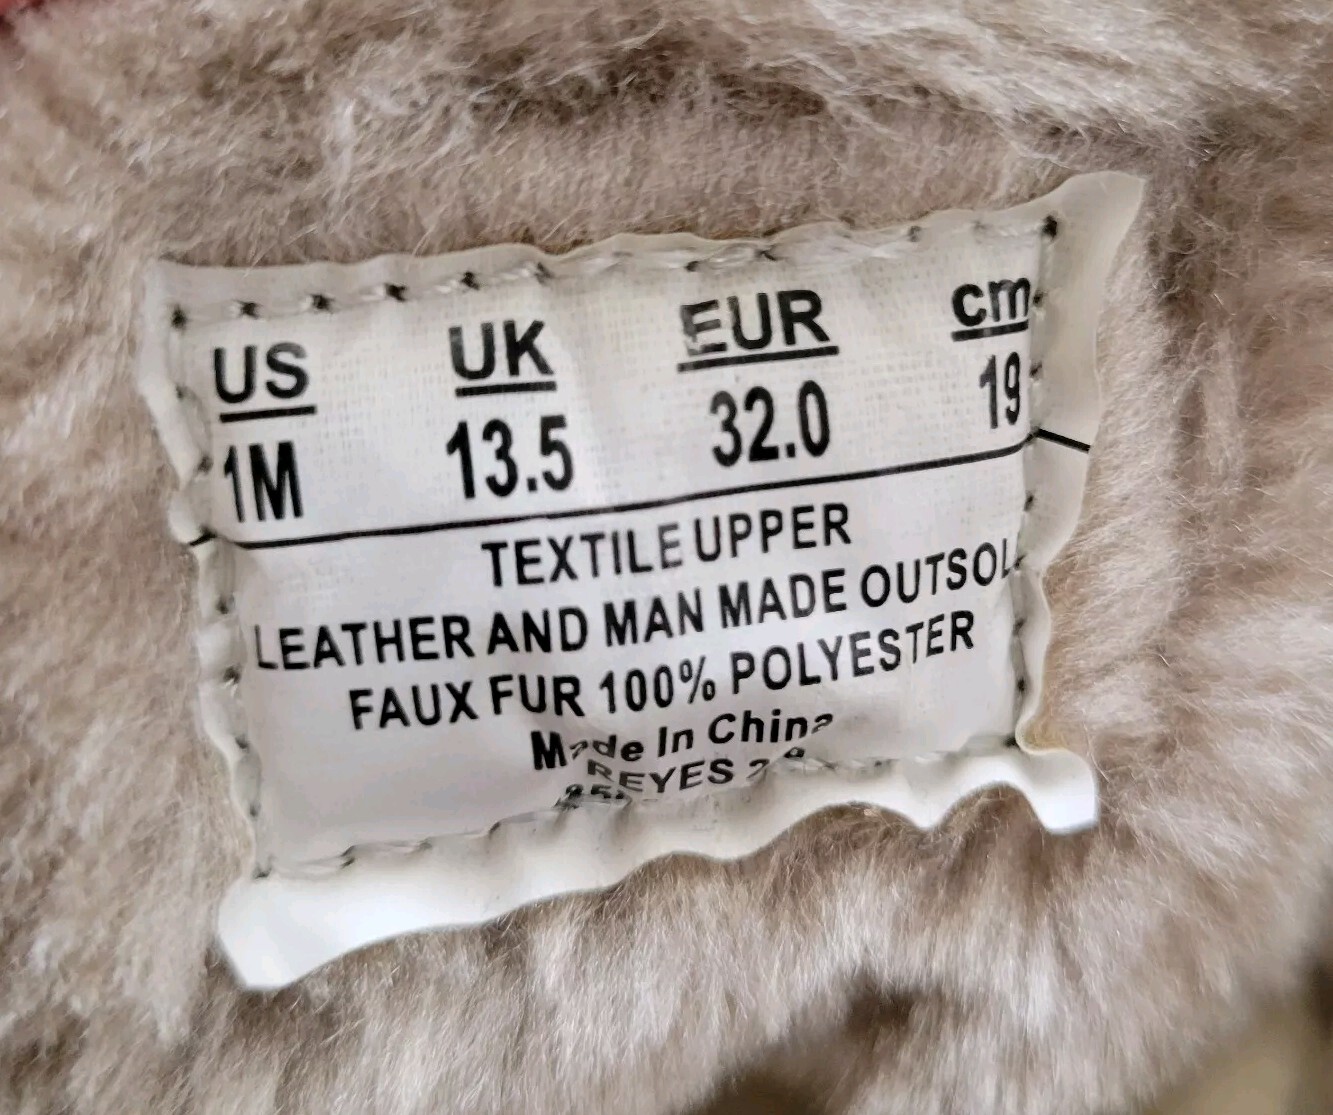 US UK EUR cm
1M 13.5 32.0 19
TEXTILE UPPER
LEATHER AND MAN MADE OUTSOL
FAUX FUR 100% POLYESTER
Made In China
REYES